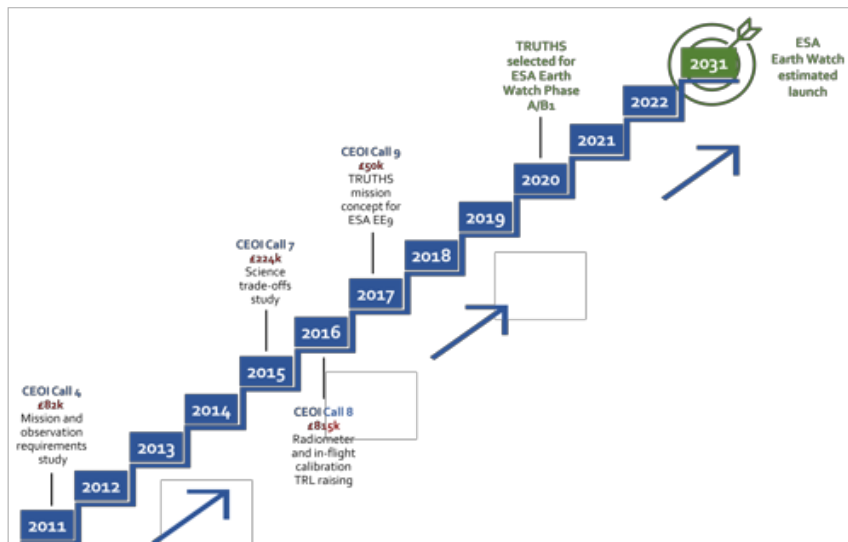 TRUTHS
selected for
ESA Earth
Watch Phase
A/B1
2031
ESA
Earth Watch
estimated
launch
2022
2021
CEOI Call 9
£50k
TRUTHS
mission
concept for
ESA EE9
2020
2019
CEOI Call 7
£224k
Science
trade-offs
study
2018
2017
2016
2015
CEOI Call 4
£82k
Mission and
observation
requirements
study
2014
CEOI Call 8
£815k
Radiometer
and in-flight
calibration
TRL raising
2013
2012
2011